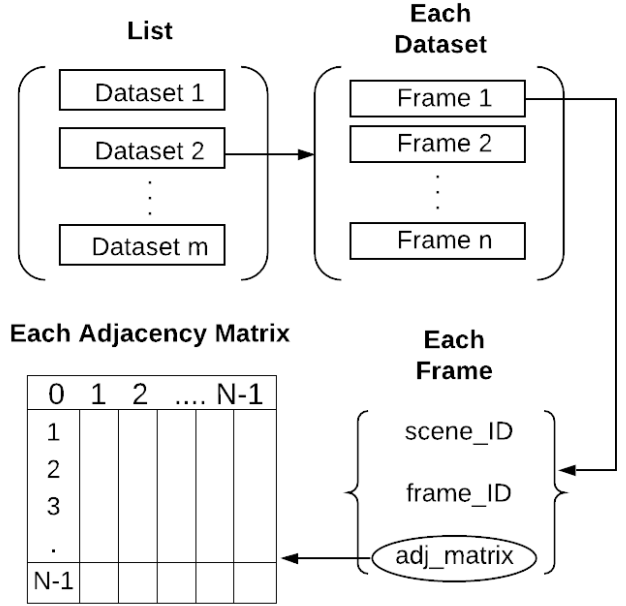 List
Dataset 1
Dataset 2
Dataset m
Each
Dataset
Frame 1
Frame 2
Frame n
Each Adjacency Matrix
0 1 2 .... N-1
1
2
3
.
N-1
Each
Frame
scene_ID
frame_ID
adj_matrix